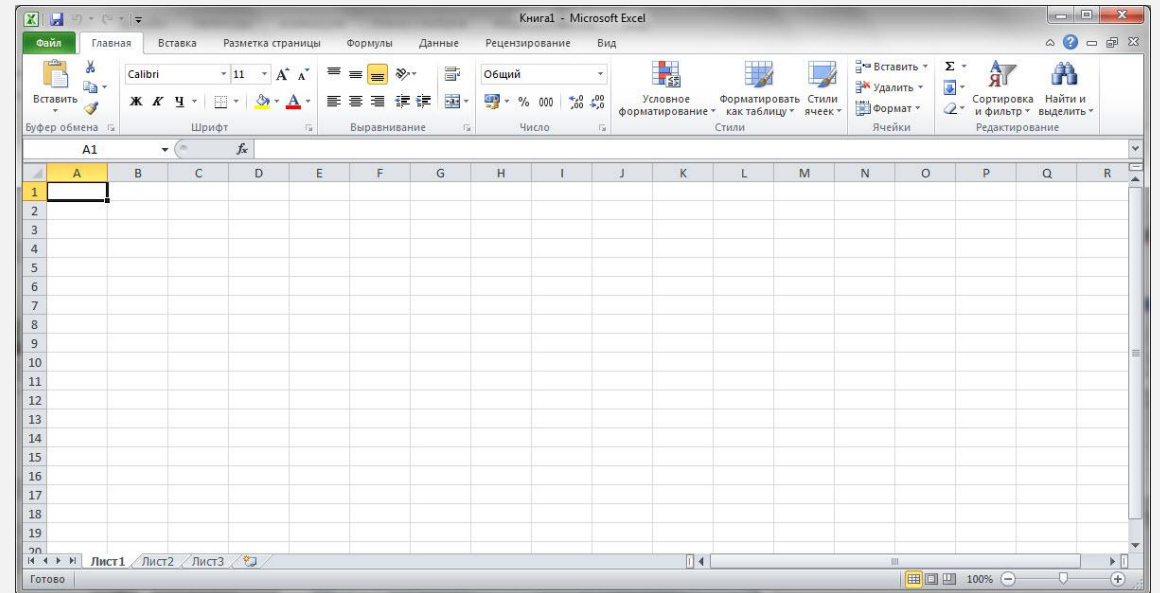 Книга1 - Microsoft Excel
Файл Главная Вставка Разметка страницы Формулы Данные Рецензирование Вид
Вставить
Буфер обмена
Calibri 11
Ж К Ч
Шрифт
Выравнивание
Общий
% 000 ,00 ,00
Число
Условное форматирование
Форматировать как таблицу
Стили ячеек
Стили
Вставить
Удалить
Формат
Ячейки
Σ
Сортировка и фильтр
Найти и выделить
Редактирование
A1 fx
A B C D E F G H I J K L M N O P Q R
1
2
3
4
5
6
7
8
9
10
11
12
13
14
15
16
17
18
19
20
Лист1 Лист2 Лист3
Готово 100%